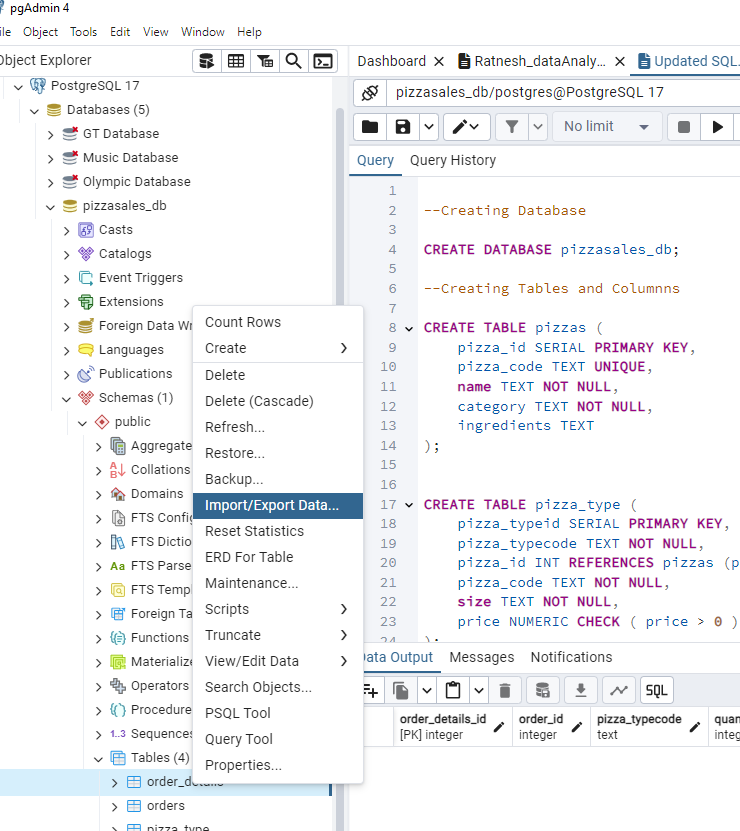 pgAdmin 4
ile Object Tools Edit View Window Help
Object Explorer
PostgreSQL 17
Databases (5)
GT Database
Music Database
Olympic Database
pizzasales_db
Casts
Catalogs
Event Triggers
Extensions
Foreign Data Wr
Languages
Publications
Schemas (1)
public
Aggregate
Collations
Domains
FTS Config
FTS Dictio
FTS Parse
FTS Temp
Foreign Ta
Functions
Materialize
Operators
Procedure
Sequences
Tables (4)
order_details
orders
pizza_type
Count Rows
Create
Delete
Delete (Cascade)
Refresh...
Restore...
Backup...
Import/Export Data...
Reset Statistics
ERD For Table
Maintenance...
Scripts
Truncate
View/Edit Data
Search Objects...
PSQL Tool
Query Tool
Properties...
Dashboard Ratnesh_dataAnaly... Updated SQL.
pizzasales_db/postgres@PostgreSQL 17
No limit
Query Query History
1
2 --Creating Database
3
4 CREATE DATABASE pizzasales_db;
5
6 --Creating Tables and Columnns
7
8 CREATE TABLE pizzas (
9 pizza_id SERIAL PRIMARY KEY,
10 pizza_code TEXT UNIQUE,
11 name TEXT NOT NULL,
12 category TEXT NOT NULL,
13 ingredients TEXT
14 );
15
16
17 CREATE TABLE pizza_type (
18 pizza_typeid SERIAL PRIMARY KEY,
19 pizza_typecode TEXT NOT NULL,
20 pizza_id INT REFERENCES pizzas (p
21 pizza_code TEXT NOT NULL,
22 size TEXT NOT NULL,
23 price NUMERIC CHECK ( price > 0 )
24 );
Data Output Messages Notifications
SQL
order_details_id order_id pizza_typecode quan
[PK] integer integer text integ